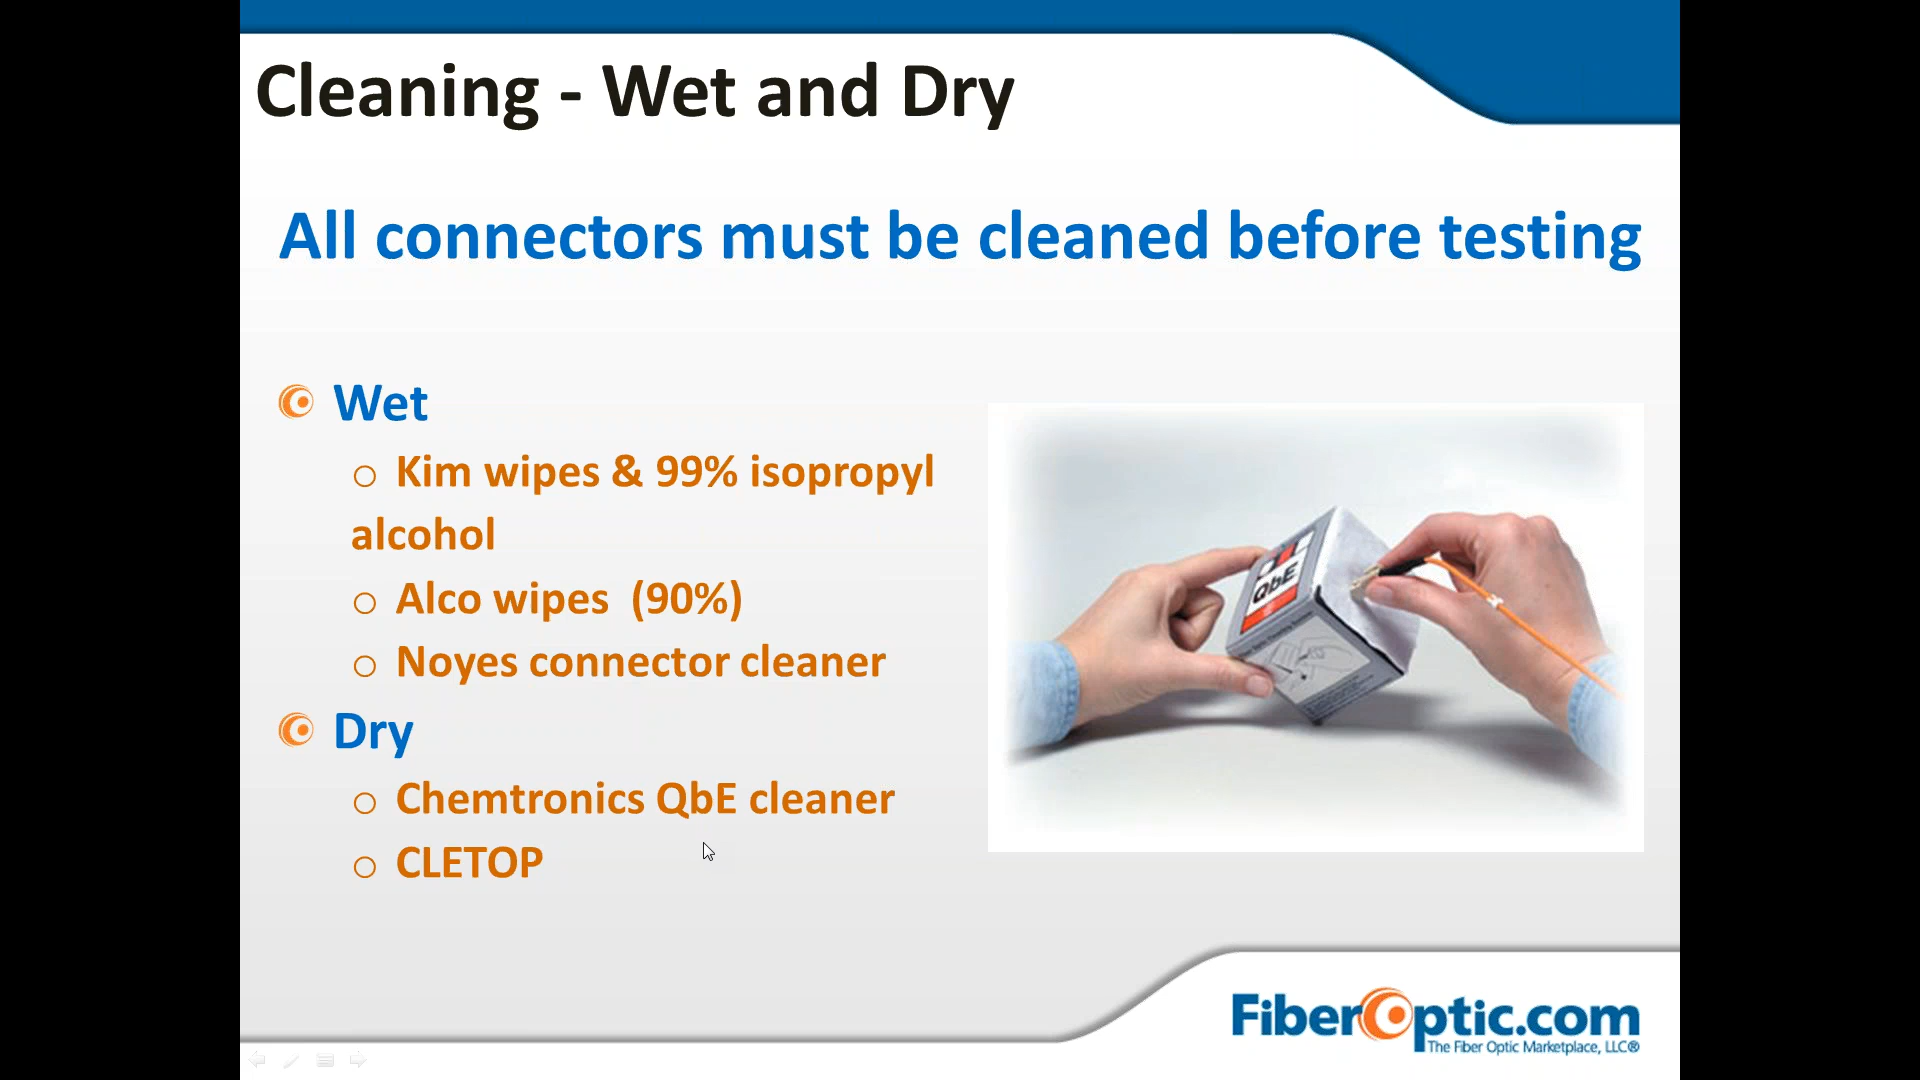 Cleaning - Wet and Dry
All connectors must be cleaned before testing
Wet
o Kim wipes & 99% isopropyl
alcohol
o Alco wipes (90%)
o Noyes connector cleaner
Dry
o Chemtronics QbE cleaner
o CLETOP
QbE
FiberOptic.com
The Fiber Optic Marketplace, LLC®